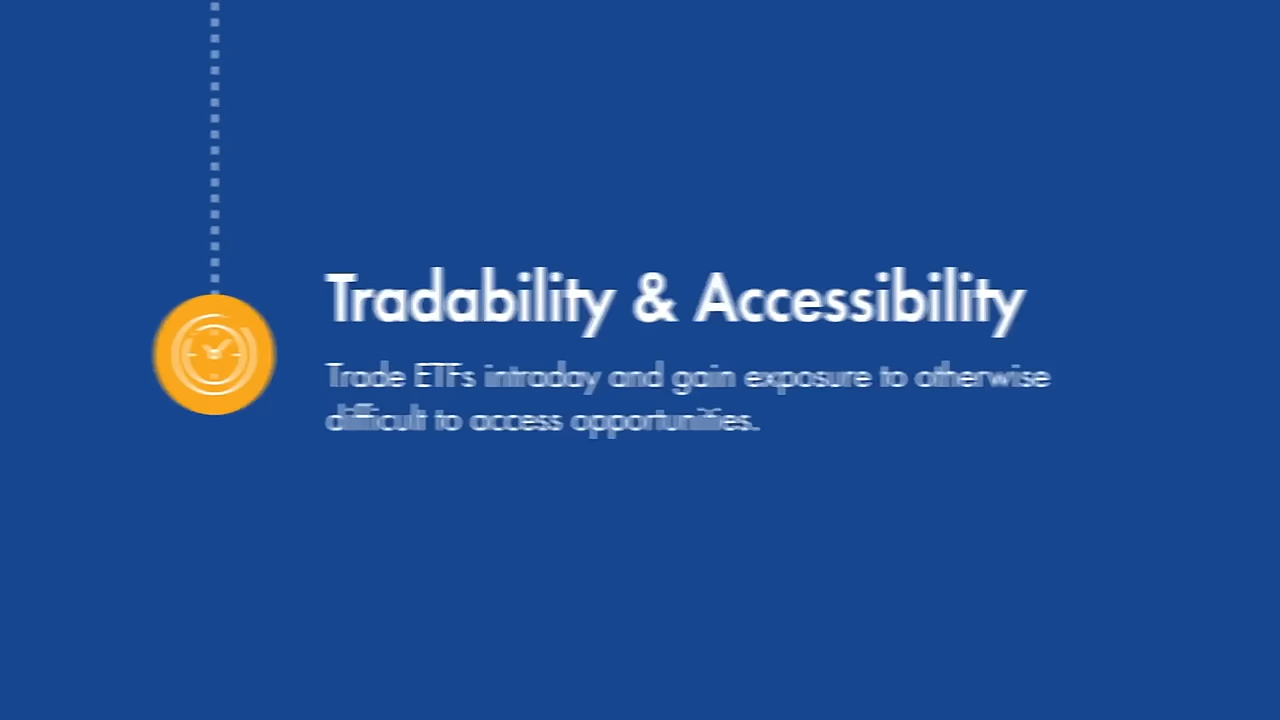 Tradability & Accessibility
Trade ETFs intraday and gain exposure to otherwise
difficult to access opportunities.